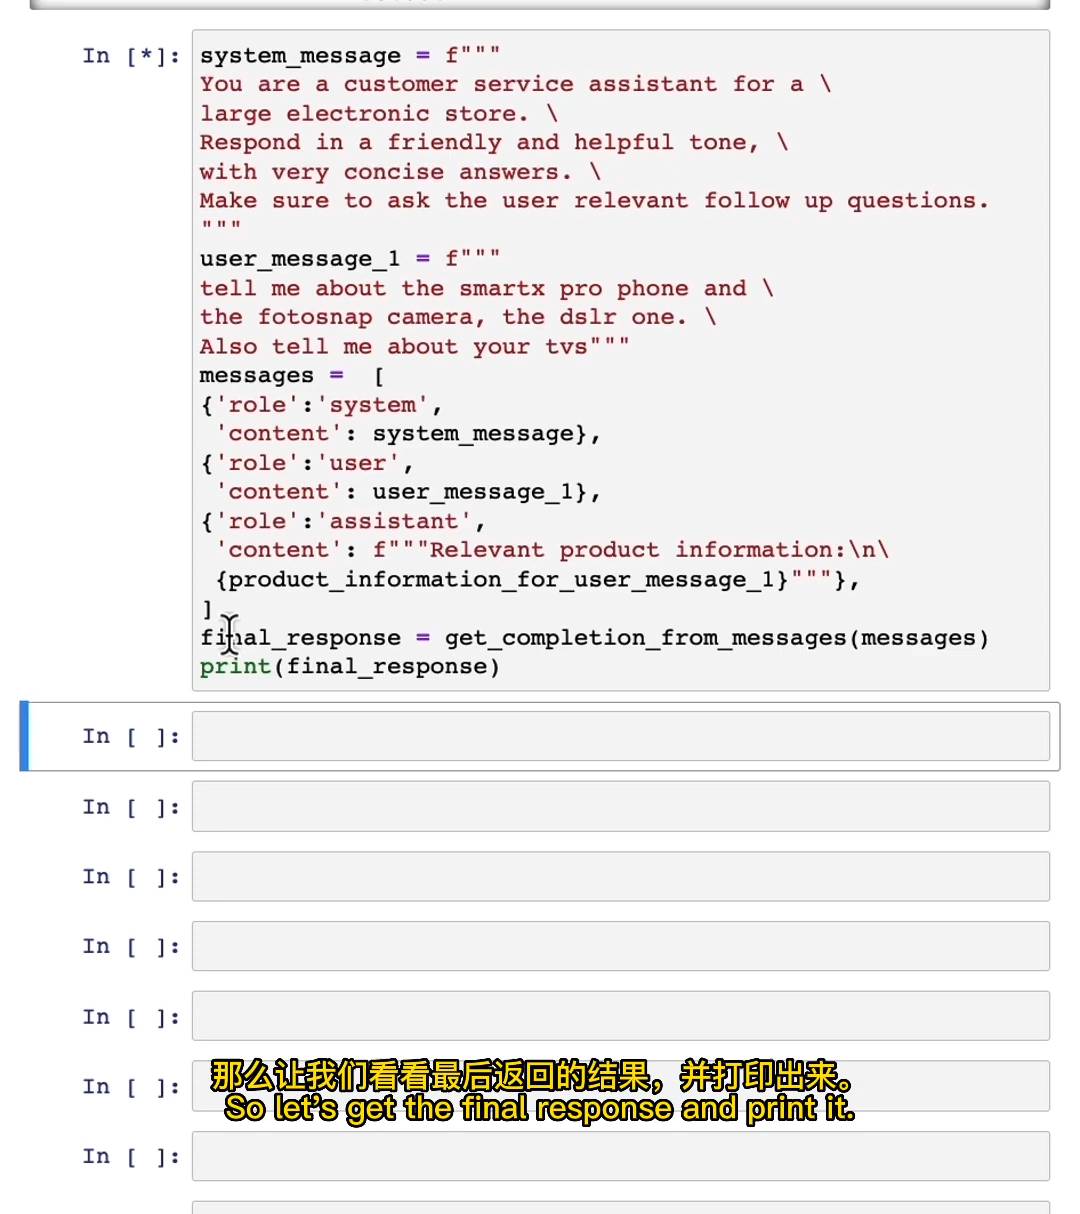 In [*]:
system_message = f"""
You are a customer service assistant for a \
large electronic store. \
Respond in a friendly and helpful tone, \
with very concise answers. \
Make sure to ask the user relevant follow up questions.
"""
user_message_1 = f"""
tell me about the smartx pro phone and \
the fotosnap camera, the dslr one. \
Also tell me about your tvs"""
messages =  [
{'role':'system',
 'content': system_message},
{'role':'user',
 'content': user_message_1},
{'role':'assistant',
 'content': f"""Relevant product information:\n\
 {product_information_for_user_message_1}"""},
]
final_response = get_completion_from_messages(messages)
print(final_response)
In [ ]:
In [ ]:
In [ ]:
In [ ]:
In [ ]:
In [ ]:
那么让我们看看最后返回的结果，并打印出来。
So let's get the final response and print it.
In [ ]: